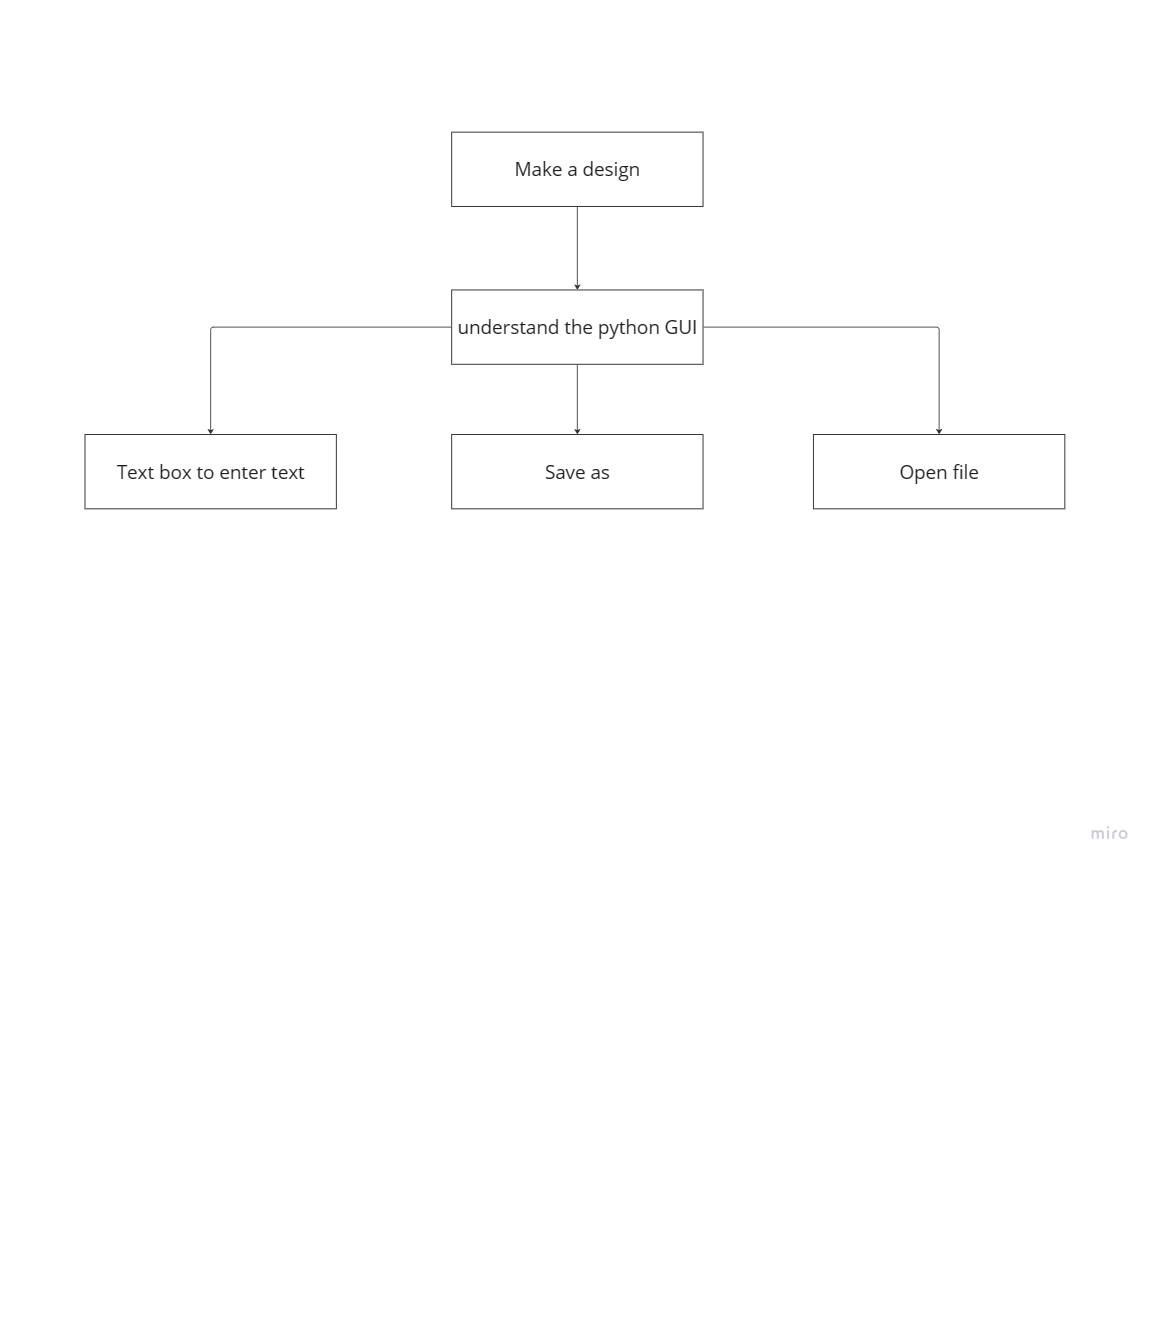 Make a design
understand the python GUI
Text box to enter text
Save as
Open file
miro